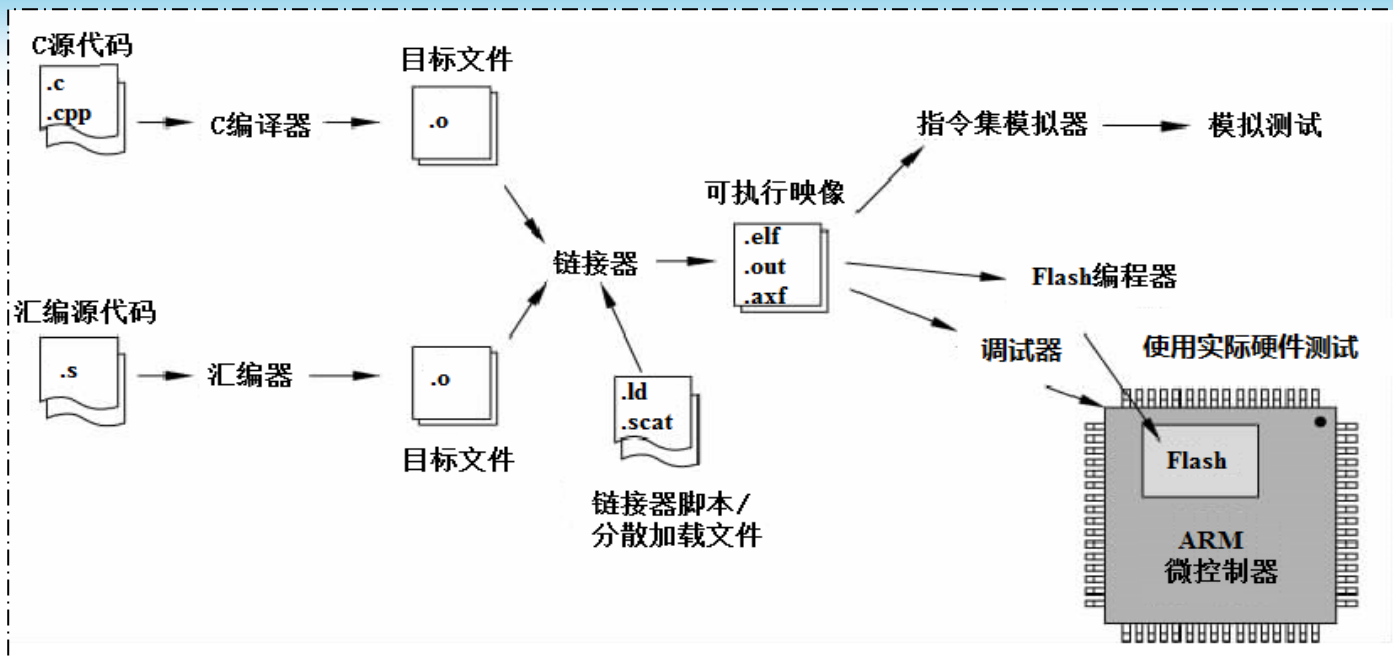 C源代码
.c
.cpp
C编译器
目标文件
.o
汇编源代码
.s
汇编器
.o
目标文件
链接器
.ld
.scat
链接器脚本/
分散加载文件
可执行映像
.elf
.out
.axf
指令集模拟器
模拟测试
Flash编程器
调试器
使用实际硬件测试
Flash
ARM
微控制器